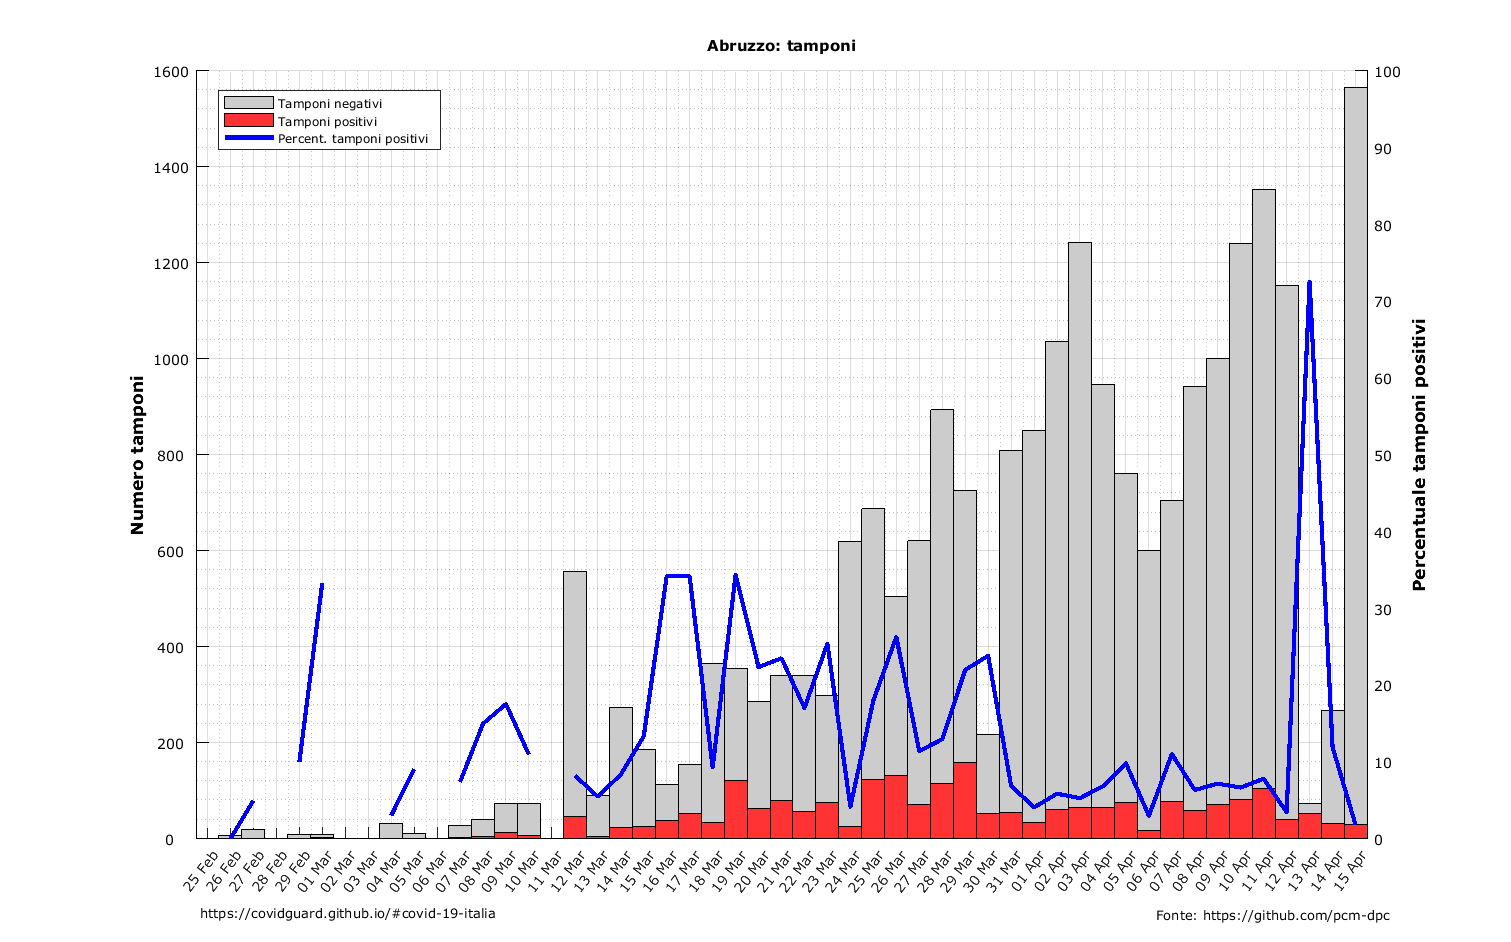 Abruzzo: tamponi
Tamponi negativi
Tamponi positivi
Percent. tamponi positivi
Numero tamponi
1600
1400
1200
1000
800
600
400
200
0
Percentuale tamponi positivi
100
90
80
70
60
50
40
30
20
10
0
25 Feb
26 Feb
27 Feb
28 Feb
29 Feb
01 Mar
02 Mar
03 Mar
04 Mar
05 Mar
06 Mar
07 Mar
08 Mar
09 Mar
10 Mar
11 Mar
12 Mar
13 Mar
14 Mar
15 Mar
16 Mar
17 Mar
18 Mar
19 Mar
20 Mar
21 Mar
22 Mar
23 Mar
24 Mar
25 Mar
26 Mar
27 Mar
28 Mar
29 Mar
30 Mar
31 Mar
01 Apr
02 Apr
03 Apr
04 Apr
05 Apr
06 Apr
07 Apr
08 Apr
09 Apr
10 Apr
11 Apr
12 Apr
13 Apr
14 Apr
15 Apr
https://covidguard.github.io/#covid-19-italia
Fonte: https://github.com/pcm-dpc